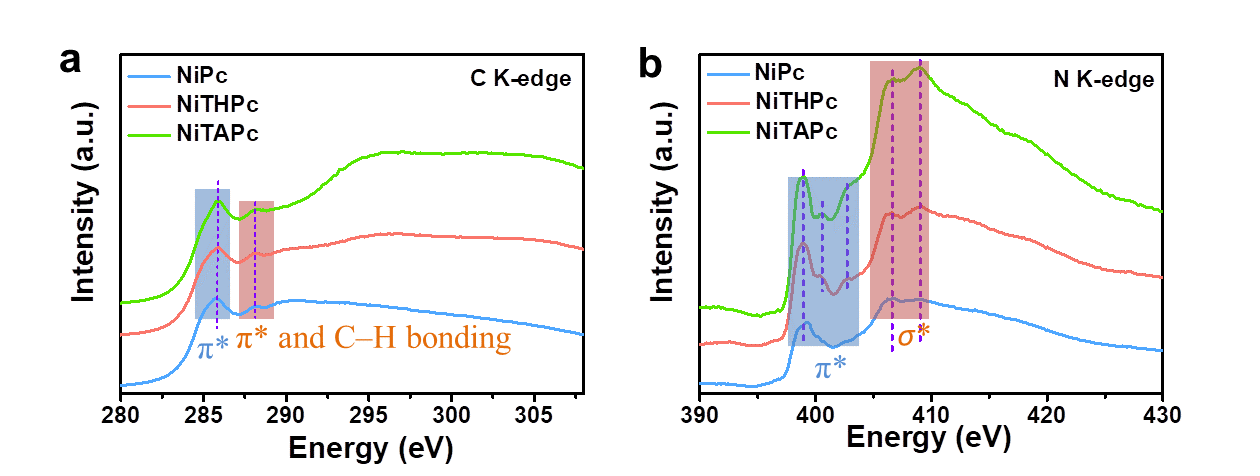 a
NiPc
NiTHPc
NiTAPc
C K-edge
Intensity (a.u.)
π*
π* and C–H bonding
280 285 290 295 300 305
Energy (eV)
b
NiPc
NiTHPc
NiTAPc
N K-edge
Intensity (a.u.)
π*
σ*
390 400 410 420 430
Energy (eV)